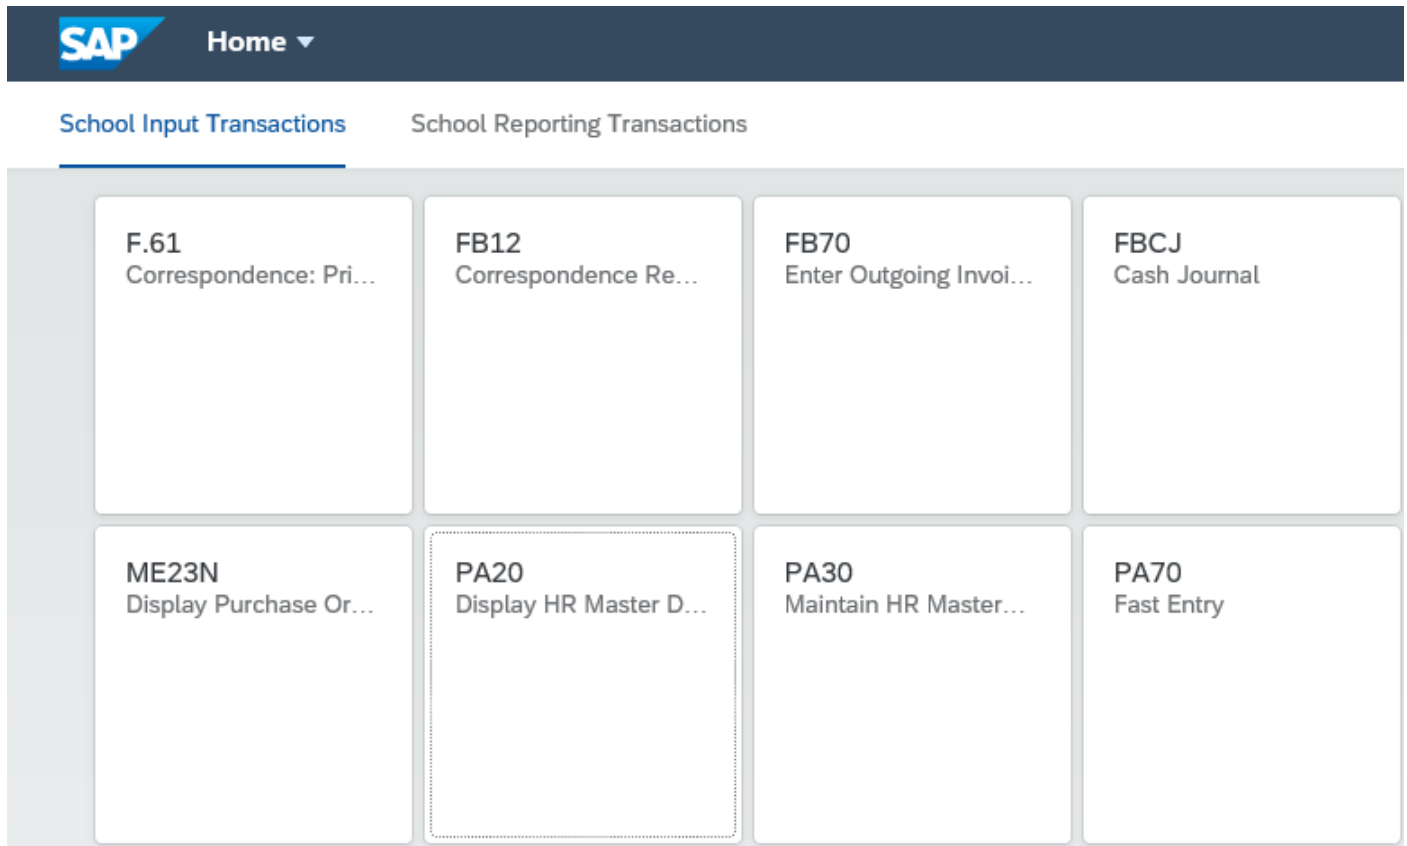 SAP Home
School Input Transactions School Reporting Transactions
F.61 FB12 FB70 FBCJ
Correspondence: Pri... Correspondence Re... Enter Outgoing Invoi... Cash Journal
ME23N PA20 PA30 PA70
Display Purchase Or... Display HR Master D... Maintain HR Master... Fast Entry